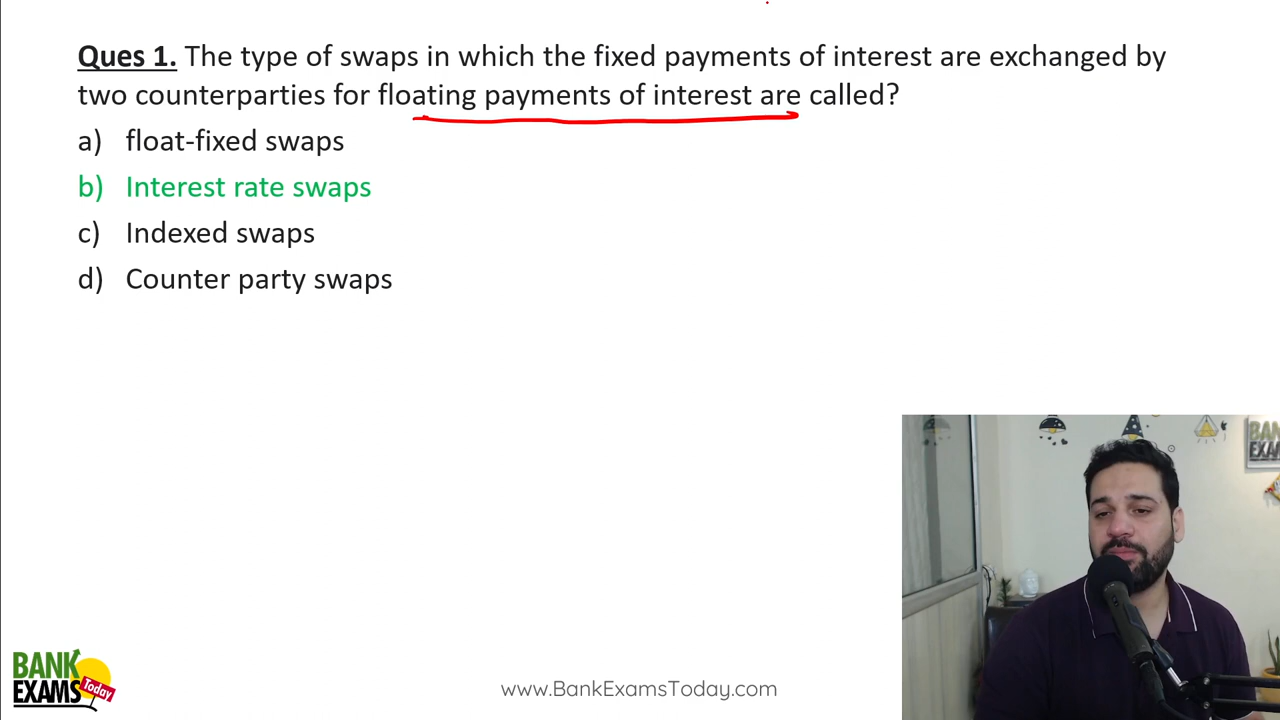 Ques 1. The type of swaps in which the fixed payments of interest are exchanged by
two counterparties for floating payments of interest are called?
a) float-fixed swaps
b) Interest rate swaps
c) Indexed swaps
d) Counter party swaps
BANK
EXAMS
Today
www.BankExamsToday.com